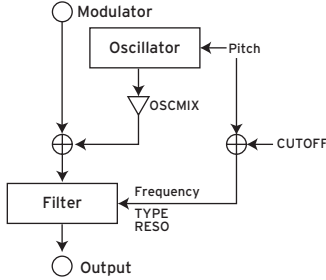 Modulator
Oscillator
Pitch
OSCMIX
CUTOFF
Frequency
Filter
TYPE
RESO
Output